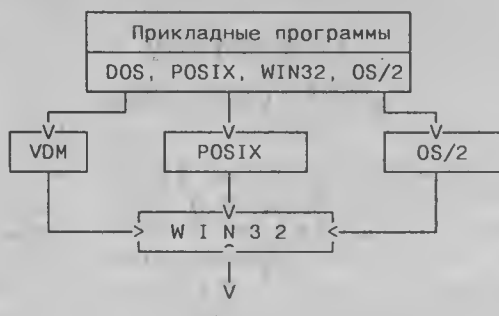 Прикладные программы
DOS, POSIX, WIN32, OS/2
VDM
POSIX
OS/2
W I N 3 2